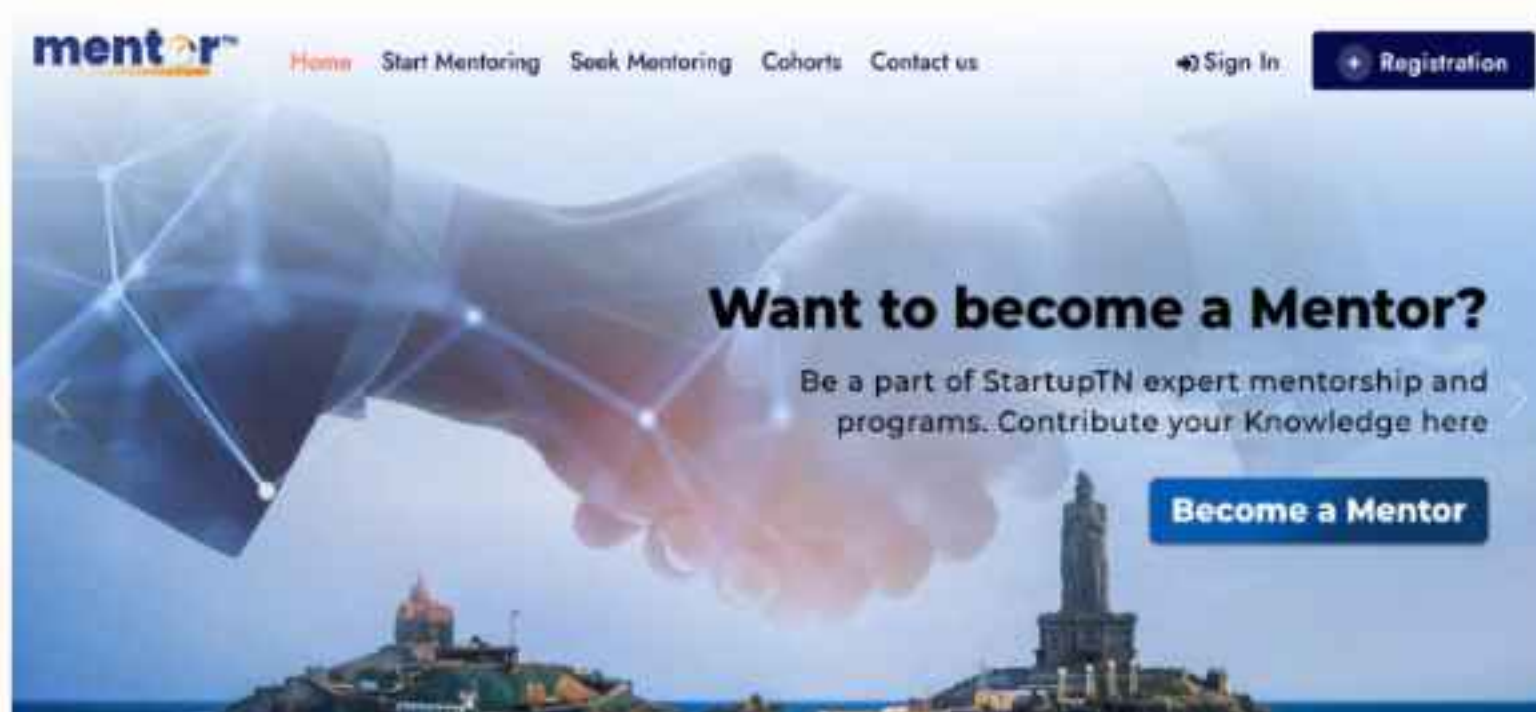 mentor™
Home
Start Mentoring
Seek Mentoring
Cohorts
Contact us
Sign In
Registration
Want to become a Mentor?
Be a part of StartupTN expert mentorship and
programs. Contribute your Knowledge here
Become a Mentor